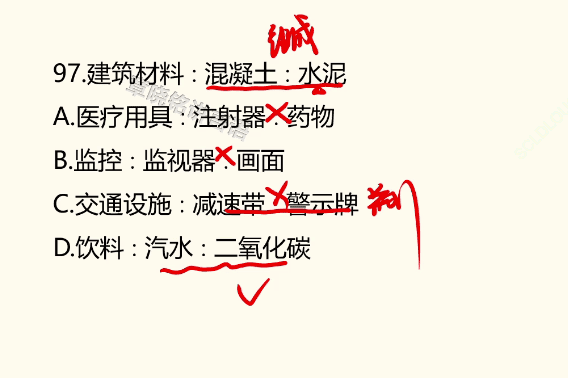 97.建筑材料：混凝土：水泥
A.医疗用具：注射器：药物
B.监控：监视器：画面
C.交通设施：减速带：警示牌
D.饮料：汽水：二氧化碳